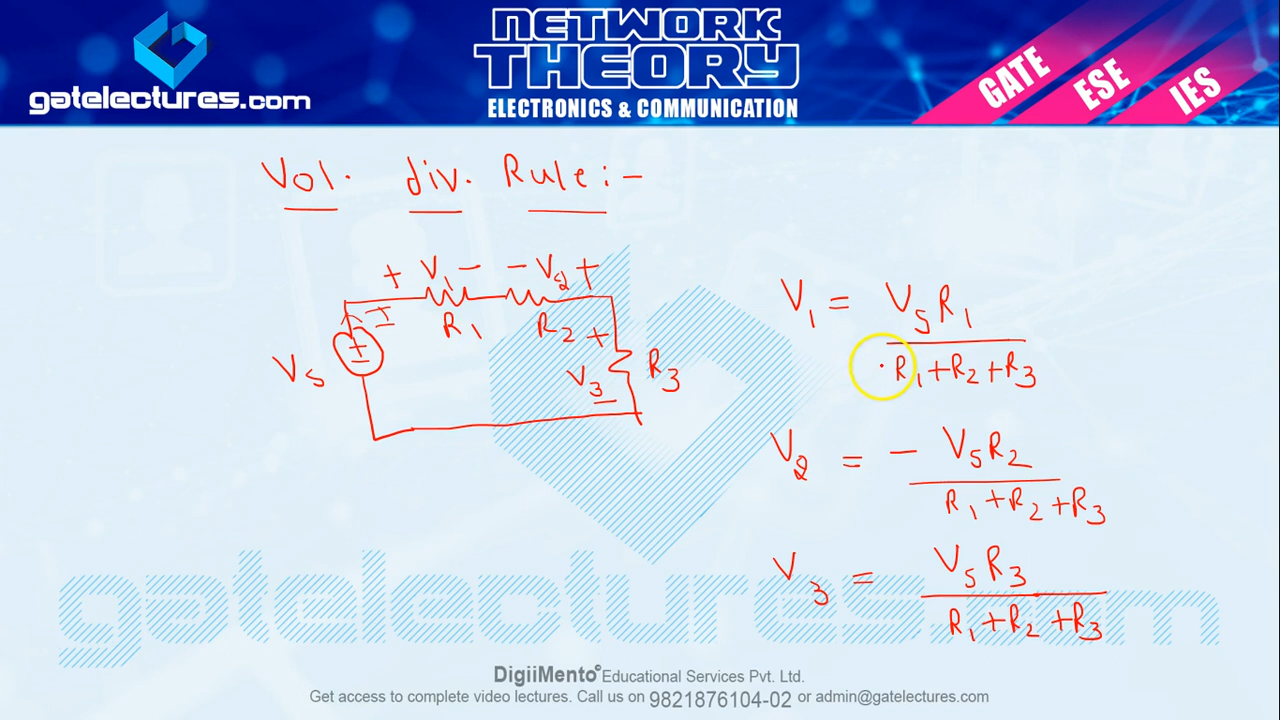 gatelectures.com
NETWORK
THEORY
ELECTRONICS & COMMUNICATION
GATE
ESE
IES
Vol. div. Rule:-
+ V1 - - V2 +
R1 R2 +
Vs + - V3 - R3
V1 = VsR1 / R1+R2+R3
V2 = - VsR2 / R1+R2+R3
V3 = VsR3 / R1+R2+R3
gatelectures.com
DigiiMento© Educational Services Pvt. Ltd.
Get access to complete video lectures. Call us on 9821876104-02 or admin@gatelectures.com